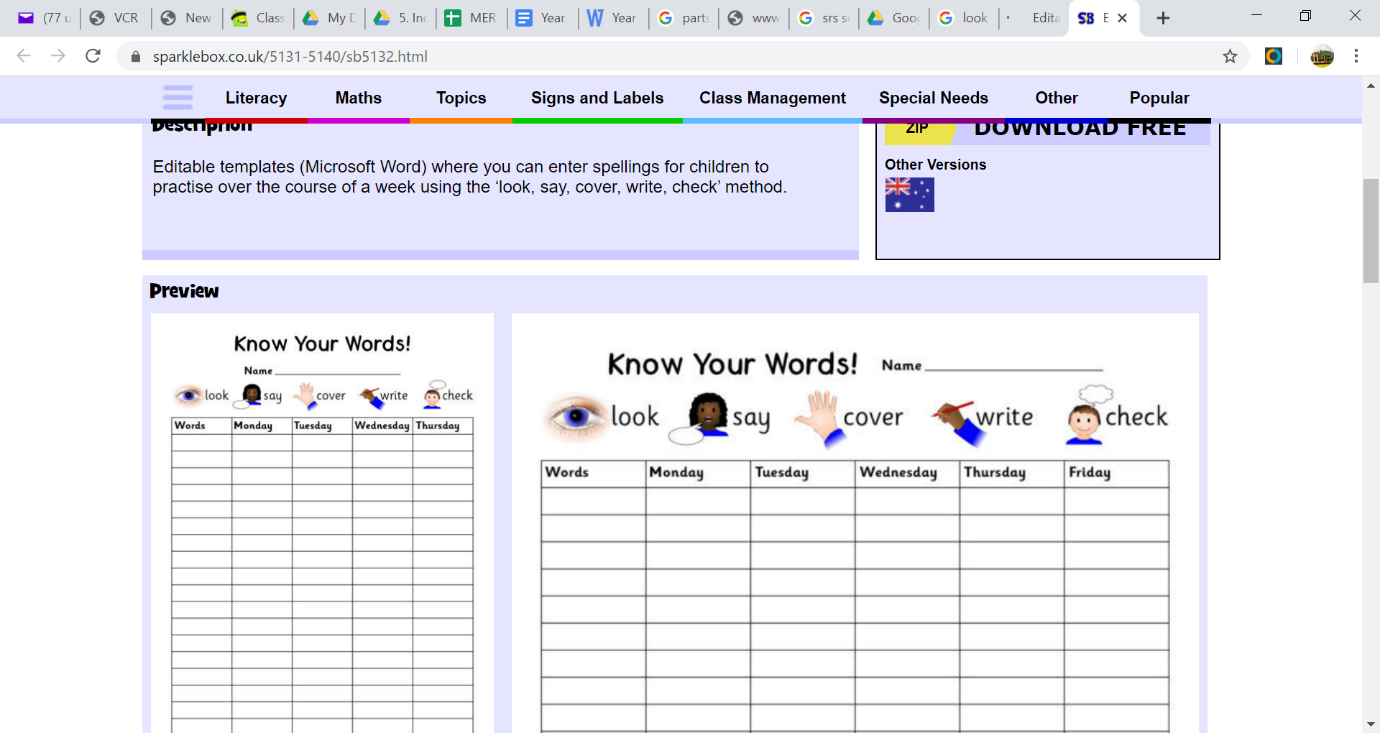 (77 u
VCR
New
Class
My D
5. Inc
MER
Year
W Year
G parts
www
G srs s
Goog
G look
Edita
SB E
sparklebox.co.uk/5131-5140/sb5132.html
Literacy Maths Topics Signs and Labels Class Management Special Needs Other Popular
Description
Editable templates (Microsoft Word) where you can enter spellings for children to
practise over the course of a week using the ‘look, say, cover, write, check’ method.
ZIP DOWNLOAD FREE
Other Versions
Preview
Know Your Words!
Name
look say cover write check
Words Monday Tuesday Wednesday Thursday
Know Your Words! Name
look say cover write check
Words Monday Tuesday Wednesday Thursday Friday